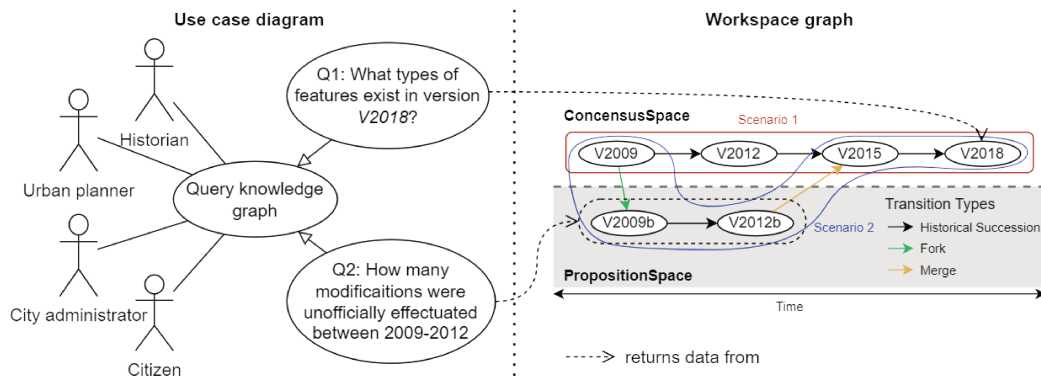 Use case diagram
Workspace graph
Q1: What types of
features exist in version
V2018?
Historian
Urban planner
Query knowledge
graph
City administrator
Citizen
Q2: How many
modificaitions were
unofficially effectuated
between 2009-2012
ConcensusSpace
Scenario 1
V2009
V2012
V2015
V2018
V2009b
V2012b
Scenario 2
Transition Types
Historical Succession
Fork
Merge
PropositionSpace
Time
returns data from